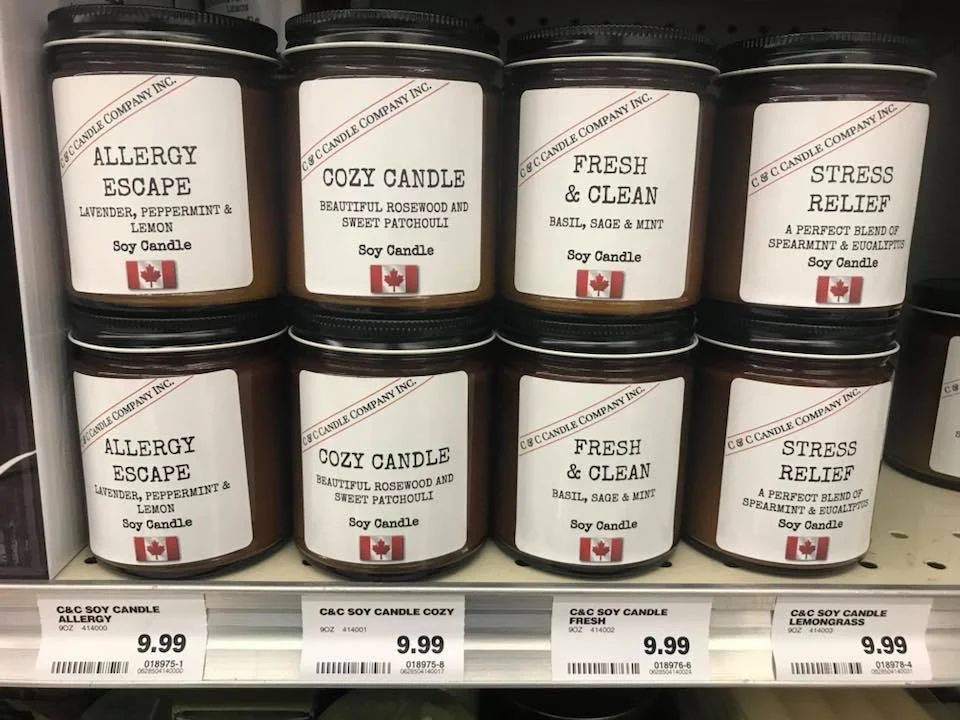 C & C CANDLE COMPANY INC.
ALLERGY
ESCAPE
LAVENDER, PEPPERMINT &
LEMON
Soy Candle
C & C CANDLE COMPANY INC.
COZY CANDLE
BEAUTIFUL ROSEWOOD AND
SWEET PATCHOULI
Soy Candle
C & C CANDLE COMPANY INC.
FRESH
& CLEAN
BASIL, SAGE & MINT
Soy Candle
C & C CANDLE COMPANY INC.
STRESS
RELIEF
A PERFECT BLEND OF
SPEARMINT & EUCALYPTUS
Soy Candle
C & C CANDLE COMPANY INC.
ALLERGY
ESCAPE
LAVENDER, PEPPERMINT &
LEMON
Soy Candle
C & C CANDLE COMPANY INC.
COZY CANDLE
BEAUTIFUL ROSEWOOD AND
SWEET PATCHOULI
Soy Candle
C & C CANDLE COMPANY INC.
FRESH
& CLEAN
BASIL, SAGE & MINT
Soy Candle
C & C CANDLE COMPANY INC.
STRESS
RELIEF
A PERFECT BLEND OF
SPEARMINT & EUCALYPTUS
Soy Candle
C&C SOY CANDLE
ALLERGY
9OZ 414000
9.99
018975-1
C&C SOY CANDLE COZY
9OZ 414001
9.99
018975-8
C&C SOY CANDLE
FRESH
9OZ 414002
9.99
018976-6
C&C SOY CANDLE
LEMONGRASS
9OZ 414003
9.99
018978-4